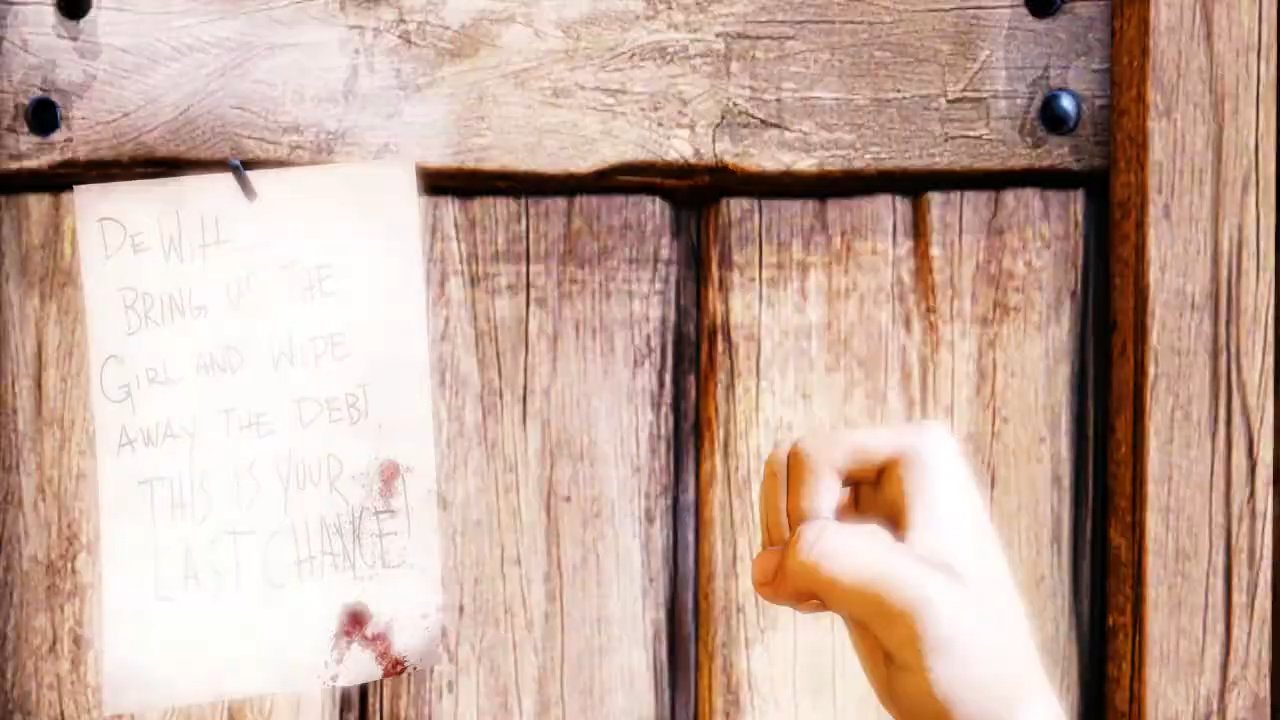 DEWITT
BRING US THE
GIRL AND WIPE
AWAY THE DEBT.
THIS IS YOUR
LAST CHANCE!